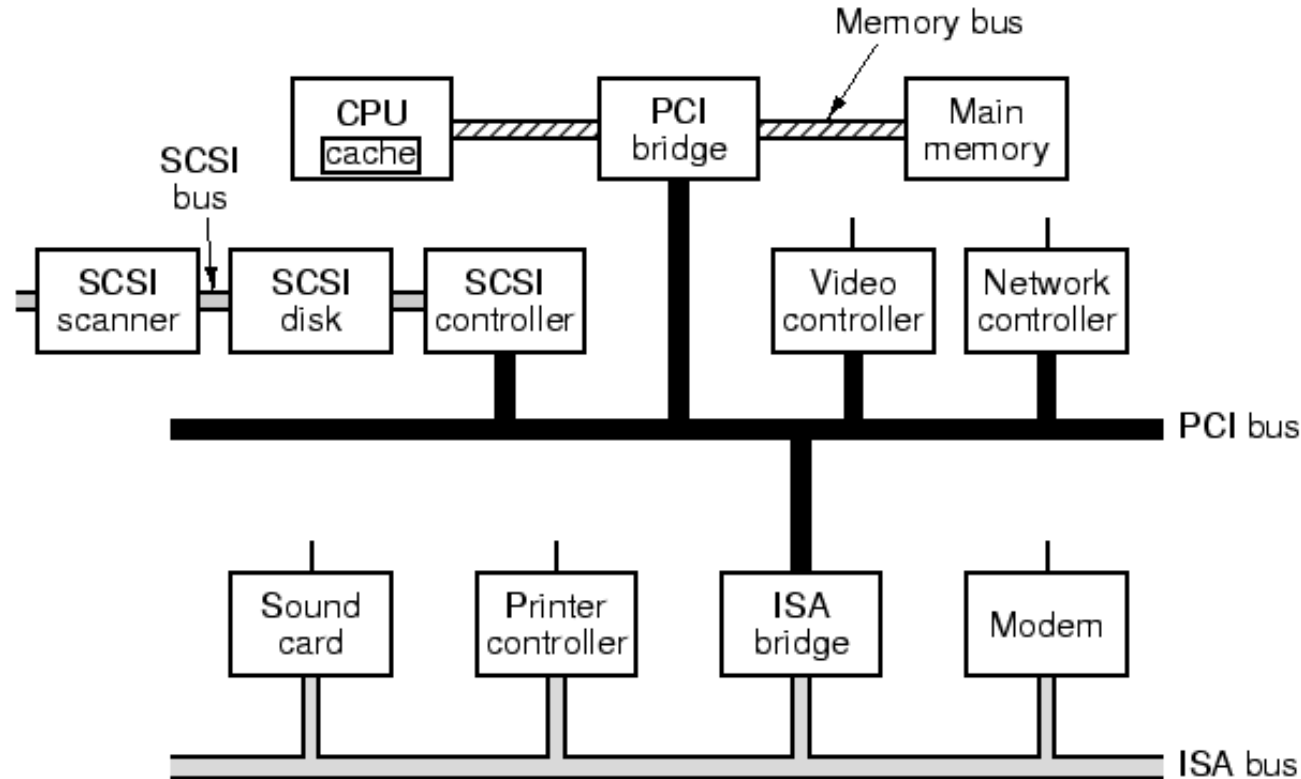 Memory bus
CPU
cache
PCI
bridge
Main
memory
SCSI
bus
SCSI
scanner
SCSI
disk
SCSI
controller
Video
controller
Network
controller
PCI bus
Sound
card
Printer
controller
ISA
bridge
Modem
ISA bus